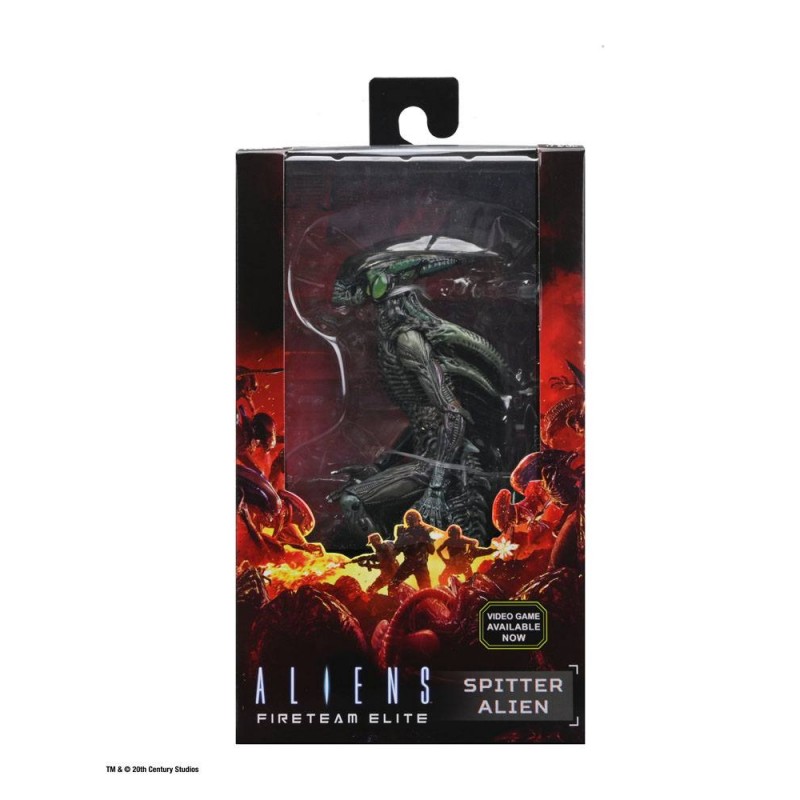 VIDEO GAME
AVAILABLE
NOW
ALIENS
FIRETEAM ELITE
SPITTER
ALIEN
TM & © 20th Century Studios